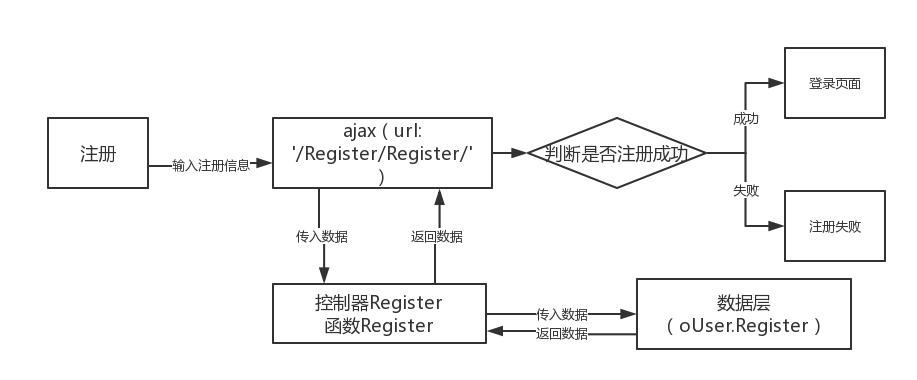 注册
输入注册信息
ajax（url:
'/Register/Register/'
）
判断是否注册成功
成功
登录页面
失败
注册失败
传入数据
返回数据
控制器Register
函数Register
传入数据
返回数据
数据层
（oUser.Register）